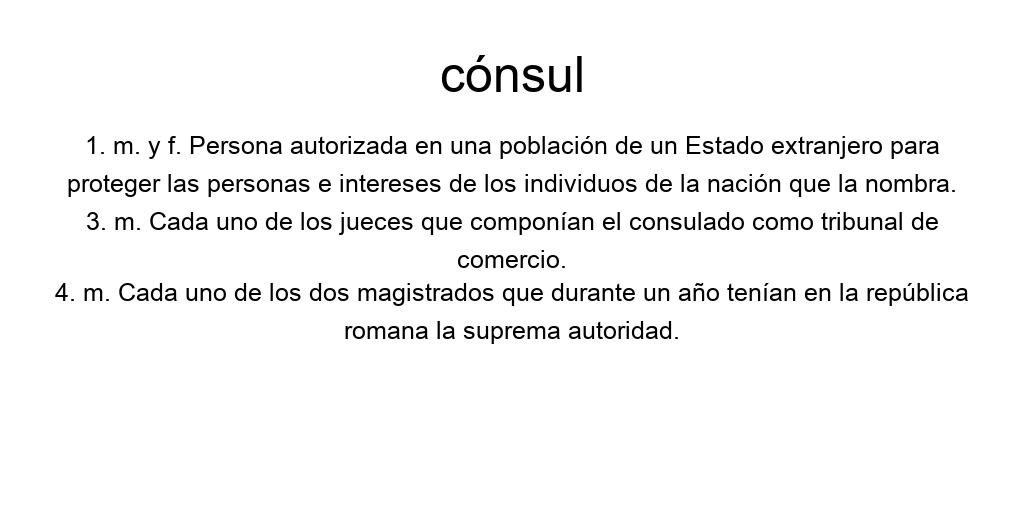 cónsul
1. m. y f. Persona autorizada en una población de un Estado extranjero para
proteger las personas e intereses de los individuos de la nación que la nombra.
3. m. Cada uno de los jueces que componían el consulado como tribunal de
comercio.
4. m. Cada uno de los dos magistrados que durante un año tenían en la república
romana la suprema autoridad.